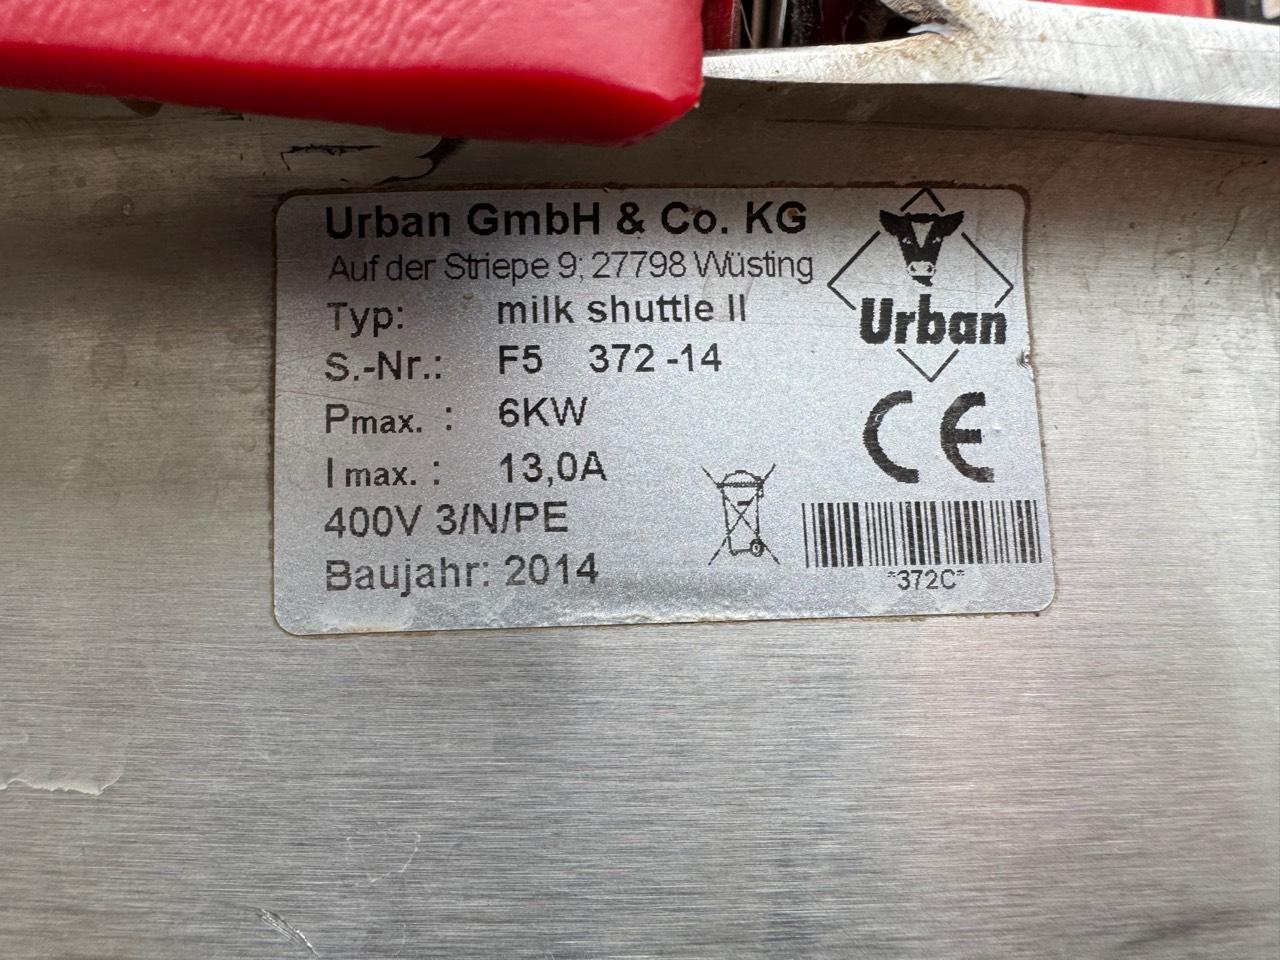 Urban GmbH & Co. KG
Auf der Striepe 9; 27798 Wüsting
Typ: milk shuttle II
S.-Nr.: F5 372 -14
Pmax. : 6KW
I max. : 13,0A
400V 3/N/PE
Baujahr: 2014
Urban
CE
*372C*